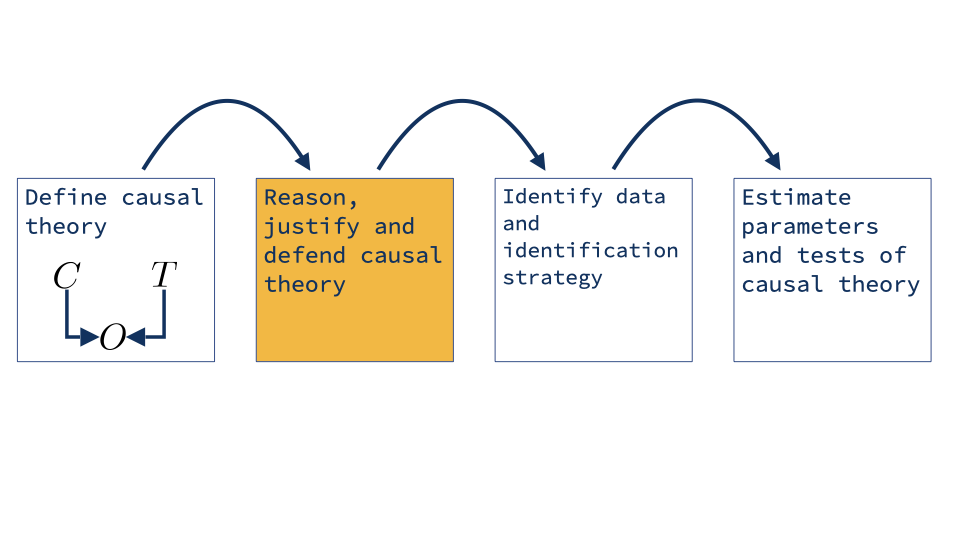 Define causal
theory
C T
O
Reason,
justify and
defend causal
theory
Identify data
and
identification
strategy
Estimate
parameters
and tests of
causal theory